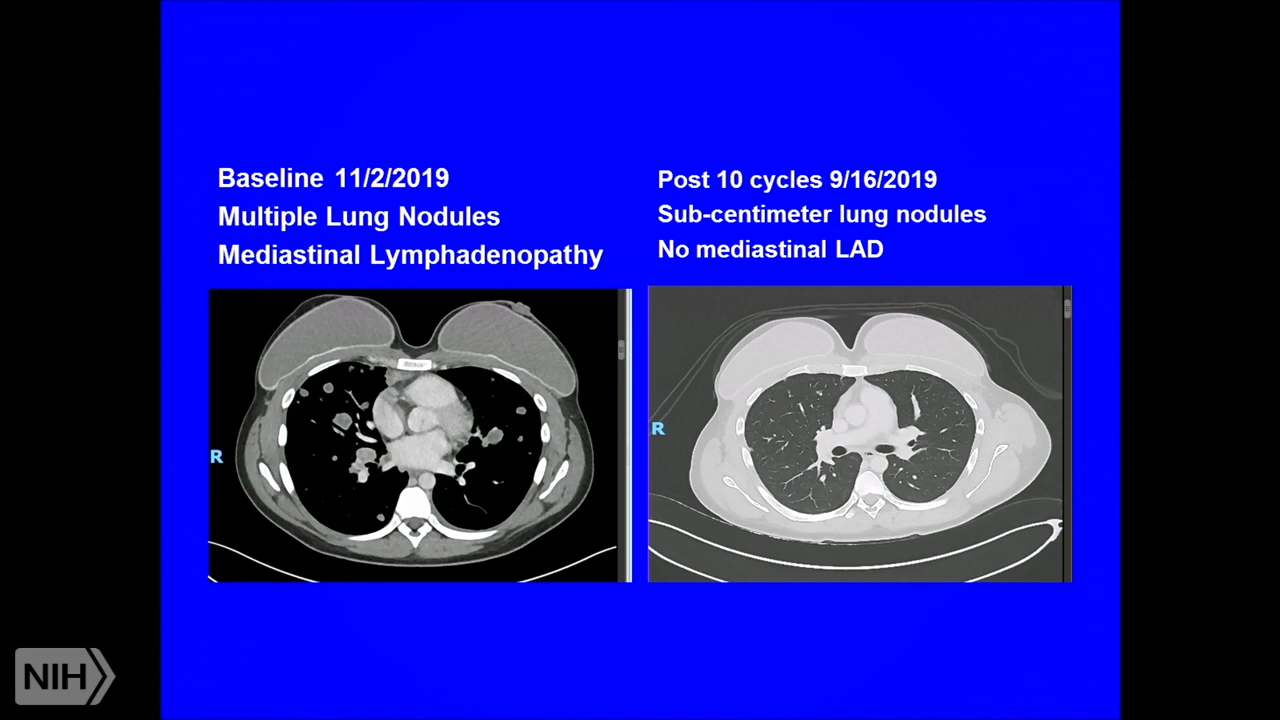 Baseline 11/2/2019
Multiple Lung Nodules
Mediastinal Lymphadenopathy
Post 10 cycles 9/16/2019
Sub-centimeter lung nodules
No mediastinal LAD
R
R
NIH